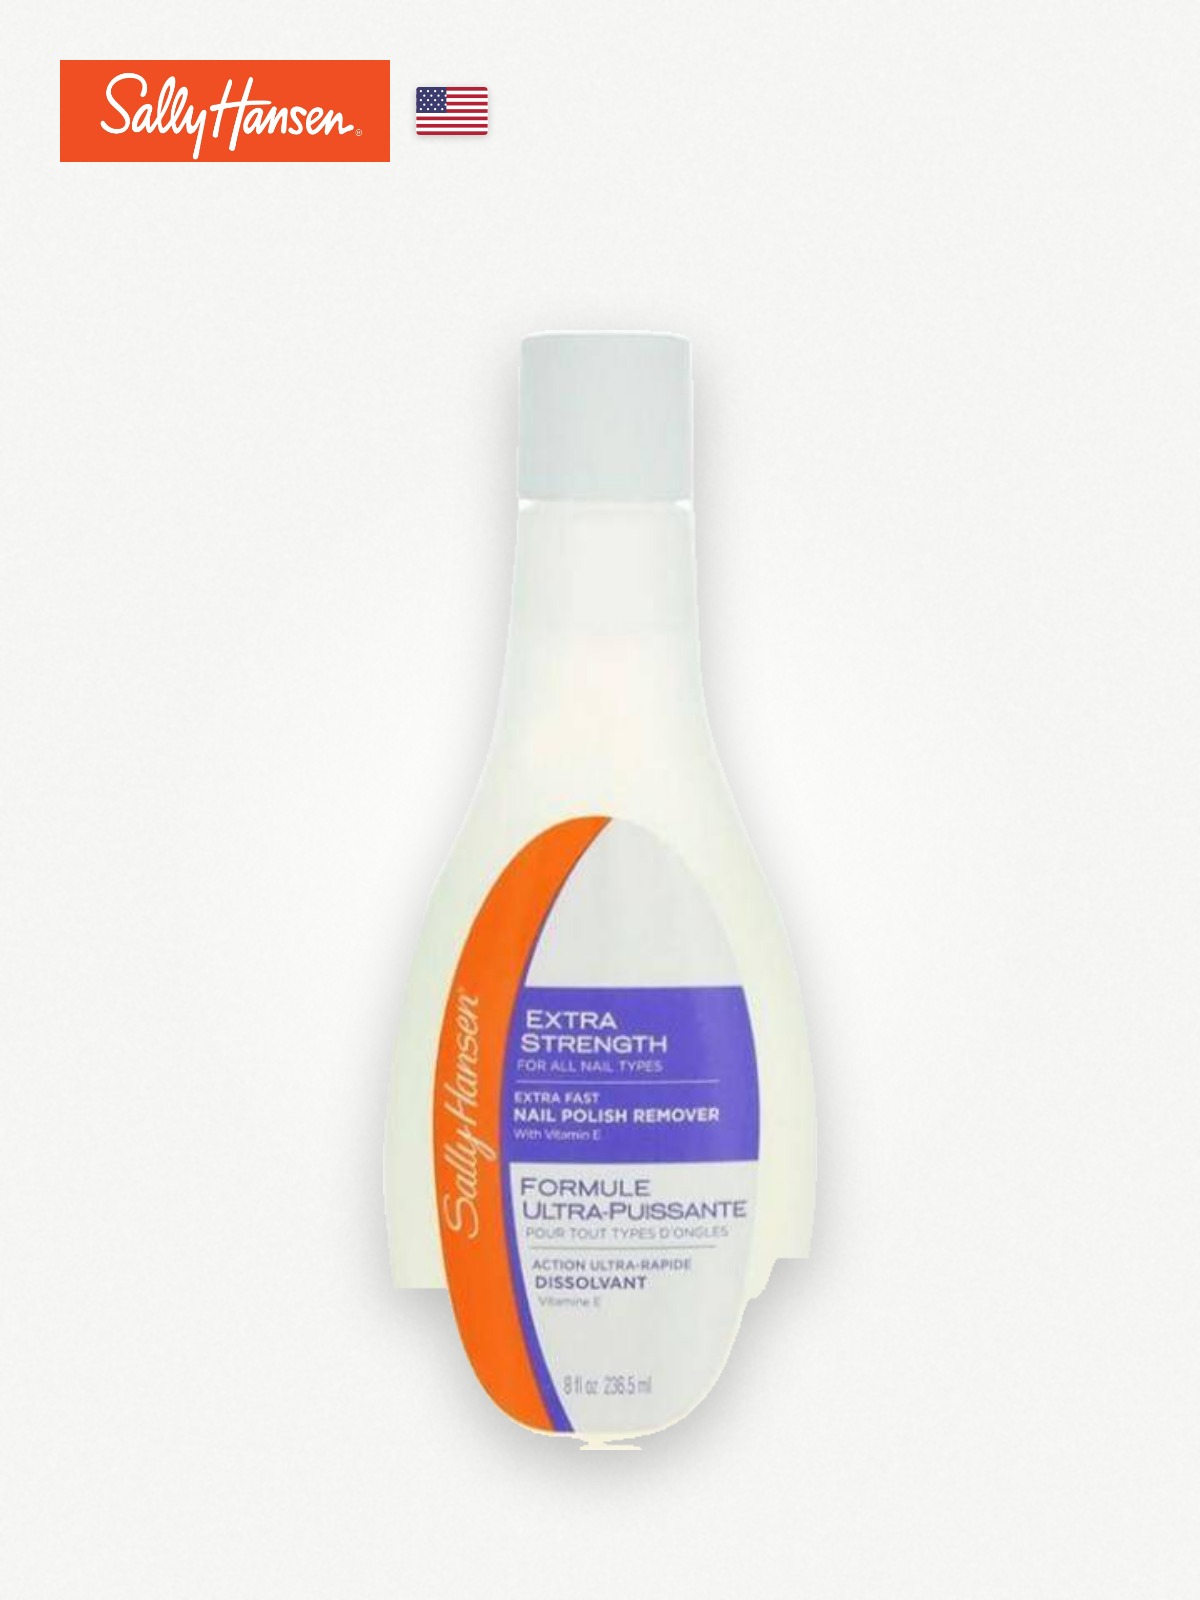 Sally Hansen®
Sally Hansen®
EXTRA
STRENGTH
FOR ALL NAIL TYPES
EXTRA FAST
NAIL POLISH REMOVER
With Vitamin E
FORMULE
ULTRA-PUISSANTE
POUR TOUT TYPES D'ONGLES
ACTION ULTRA-RAPIDE
DISSOLVANT
Vitamine E
8 fl oz 236.5 ml